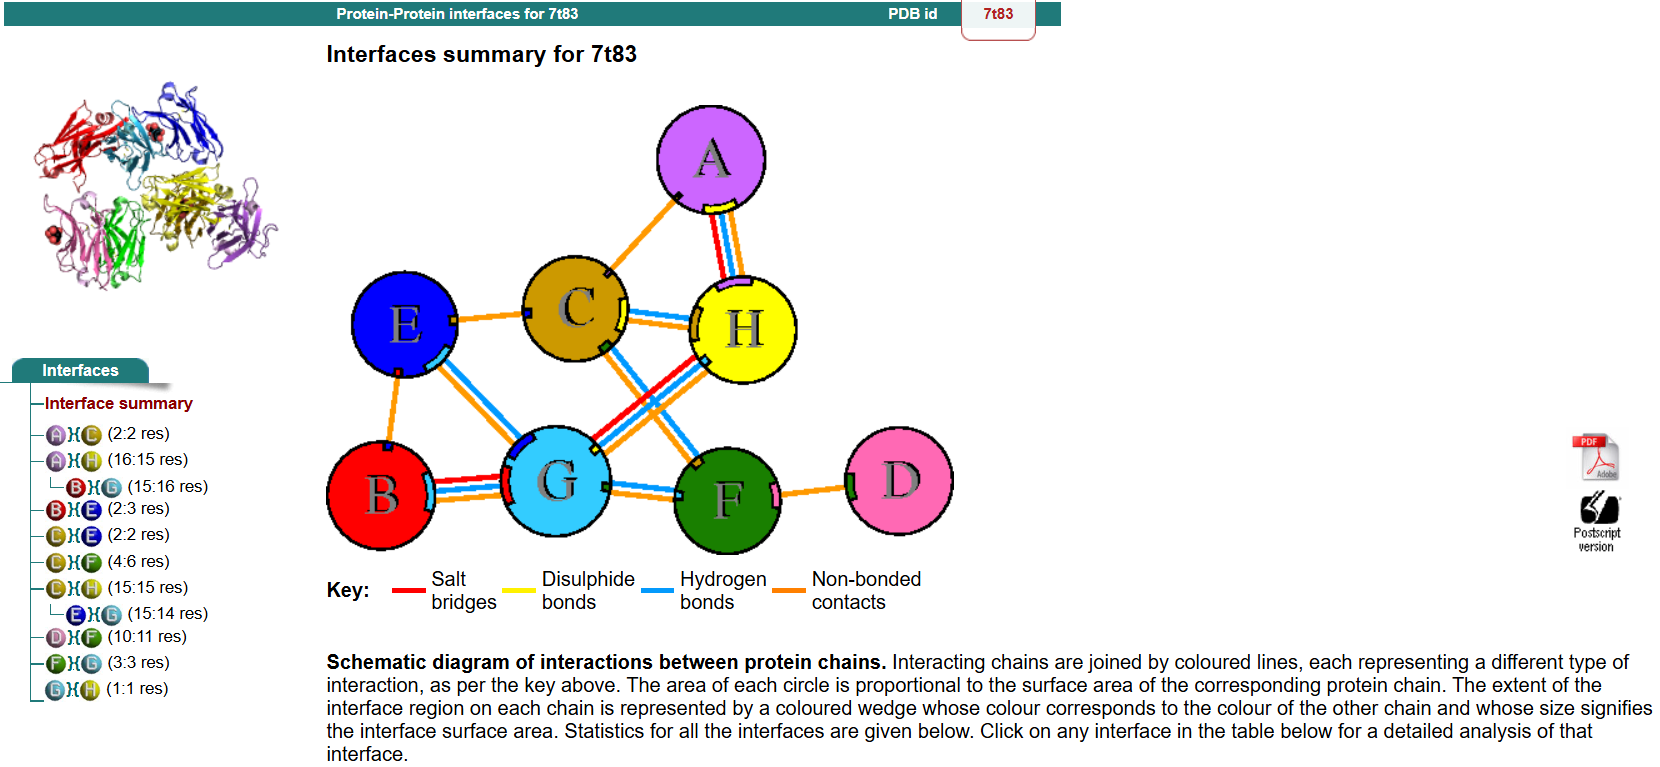 Protein-Protein interfaces for 7t83 PDB id 7t83
Interfaces summary for 7t83
A
C
E
H
B
G
F
D
Key: Salt bridges Disulphide bonds Hydrogen bonds Non-bonded contacts
Interfaces
Interface summary
A }{ C (2:2 res)
A }{ H (16:15 res)
B }{ G (15:16 res)
B }{ E (2:3 res)
C }{ E (2:2 res)
C }{ F (4:6 res)
C }{ H (15:15 res)
E }{ G (15:14 res)
D }{ F (10:11 res)
F }{ G (3:3 res)
G }{ H (1:1 res)
PDF
Adobe
Postscript
version
Schematic diagram of interactions between protein chains. Interacting chains are joined by coloured lines, each representing a different type of
interaction, as per the key above. The area of each circle is proportional to the surface area of the corresponding protein chain. The extent of the
interface region on each chain is represented by a coloured wedge whose colour corresponds to the colour of the other chain and whose size signifies
the interface surface area. Statistics for all the interfaces are given below. Click on any interface in the table below for a detailed analysis of that
interface.